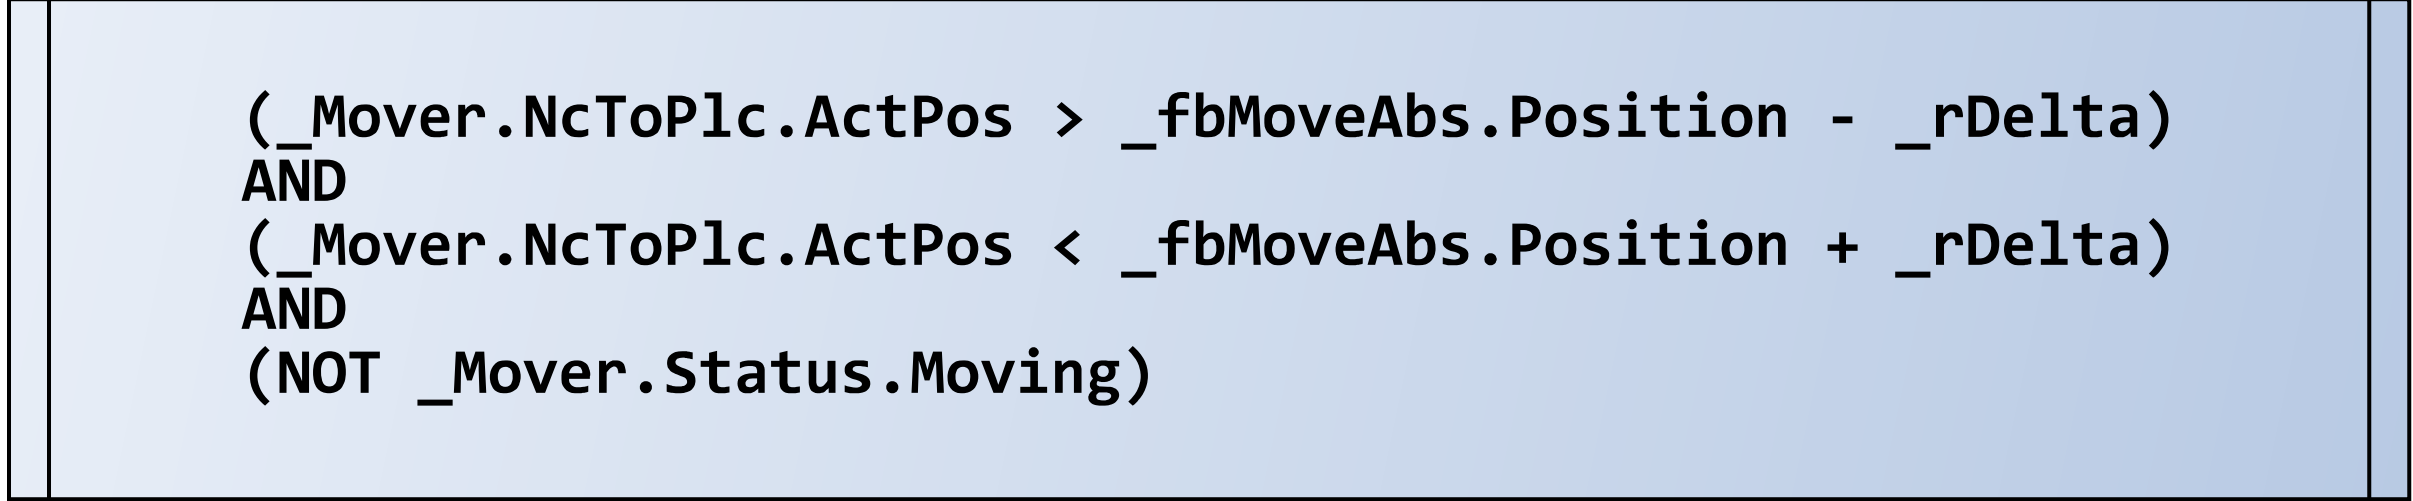 (_Mover.NcToPlc.ActPos > _fbMoveAbs.Position - _rDelta)
AND
(_Mover.NcToPlc.ActPos < _fbMoveAbs.Position + _rDelta)
AND
(NOT _Mover.Status.Moving)